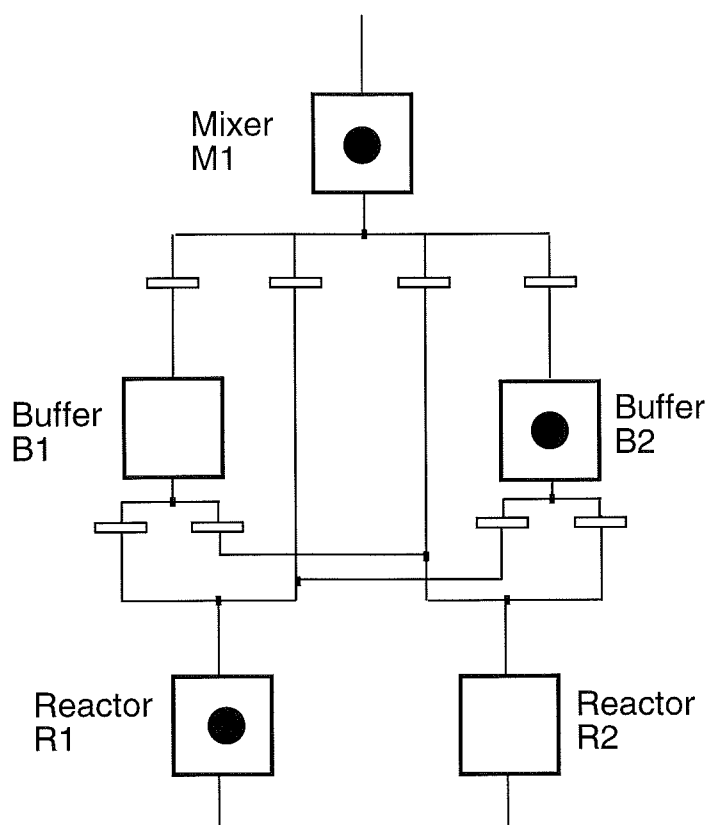 Mixer
M1
Buffer
B1
Buffer
B2
Reactor
R1
Reactor
R2